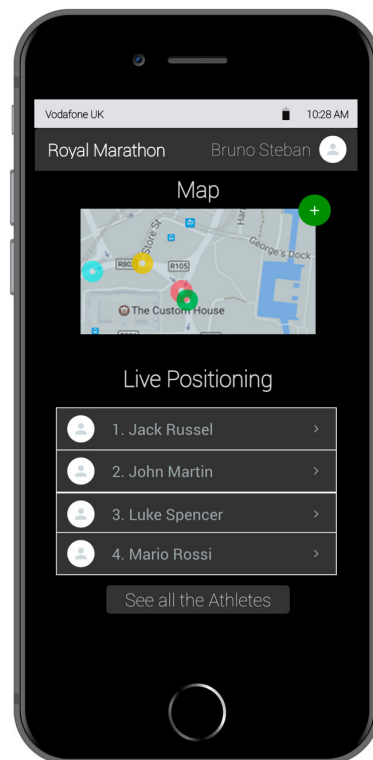 Vodafone UK 10:28 AM
Royal Marathon Bruno Steban
Map
+
Store St
George's Dock
R105
The Custom House
Live Positioning
1. Jack Russel
2. John Martin
3. Luke Spencer
4. Mario Rossi
See all the Athletes